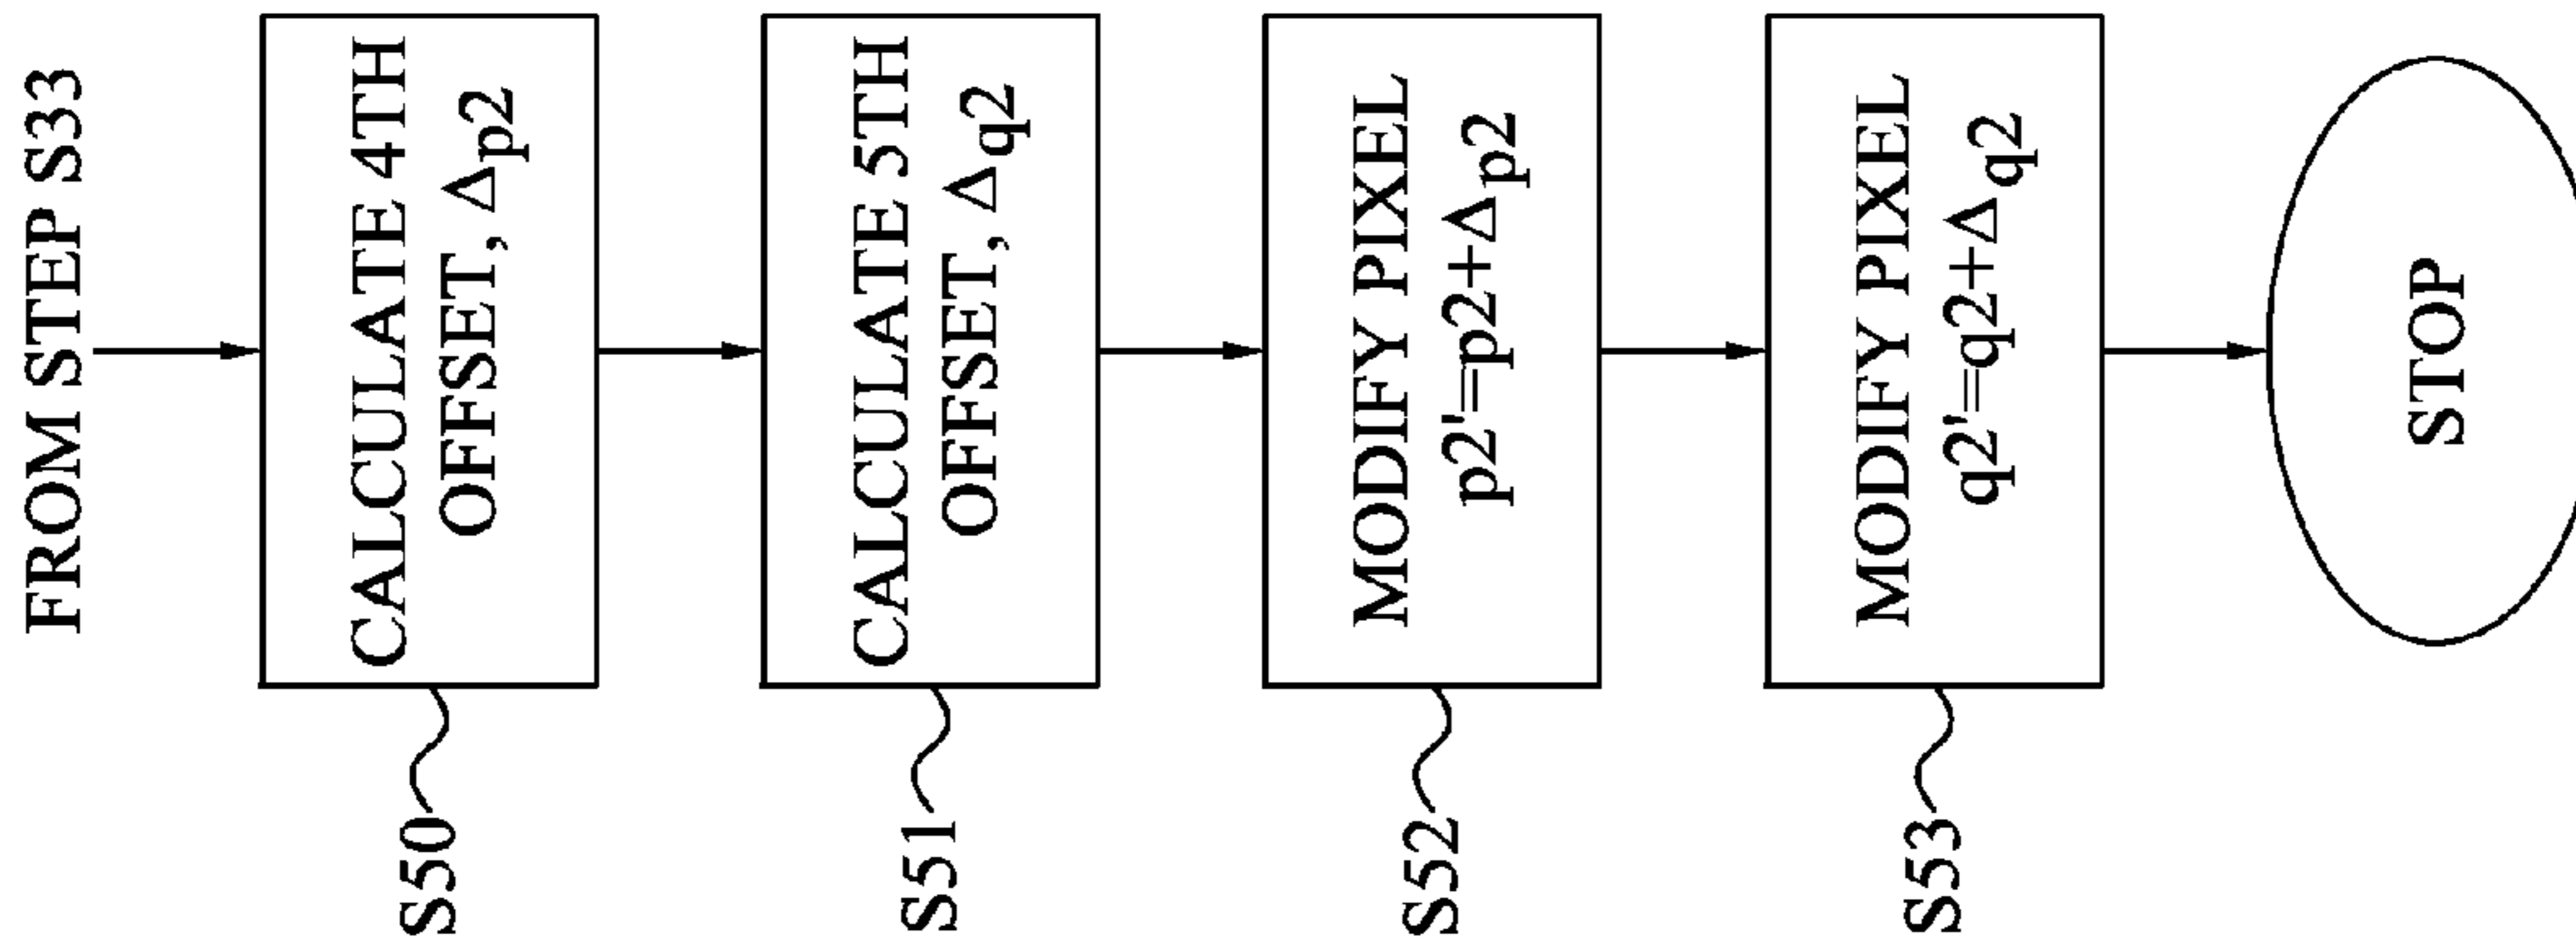 FROM STEP S33
CALCULATE 4TH
OFFSET, Δp2
S50
CALCULATE 5TH
OFFSET, Δq2
S51
MODIFY PIXEL
p2'=p2+Δp2
S52
MODIFY PIXEL
q2'=q2+Δq2
S53
STOP